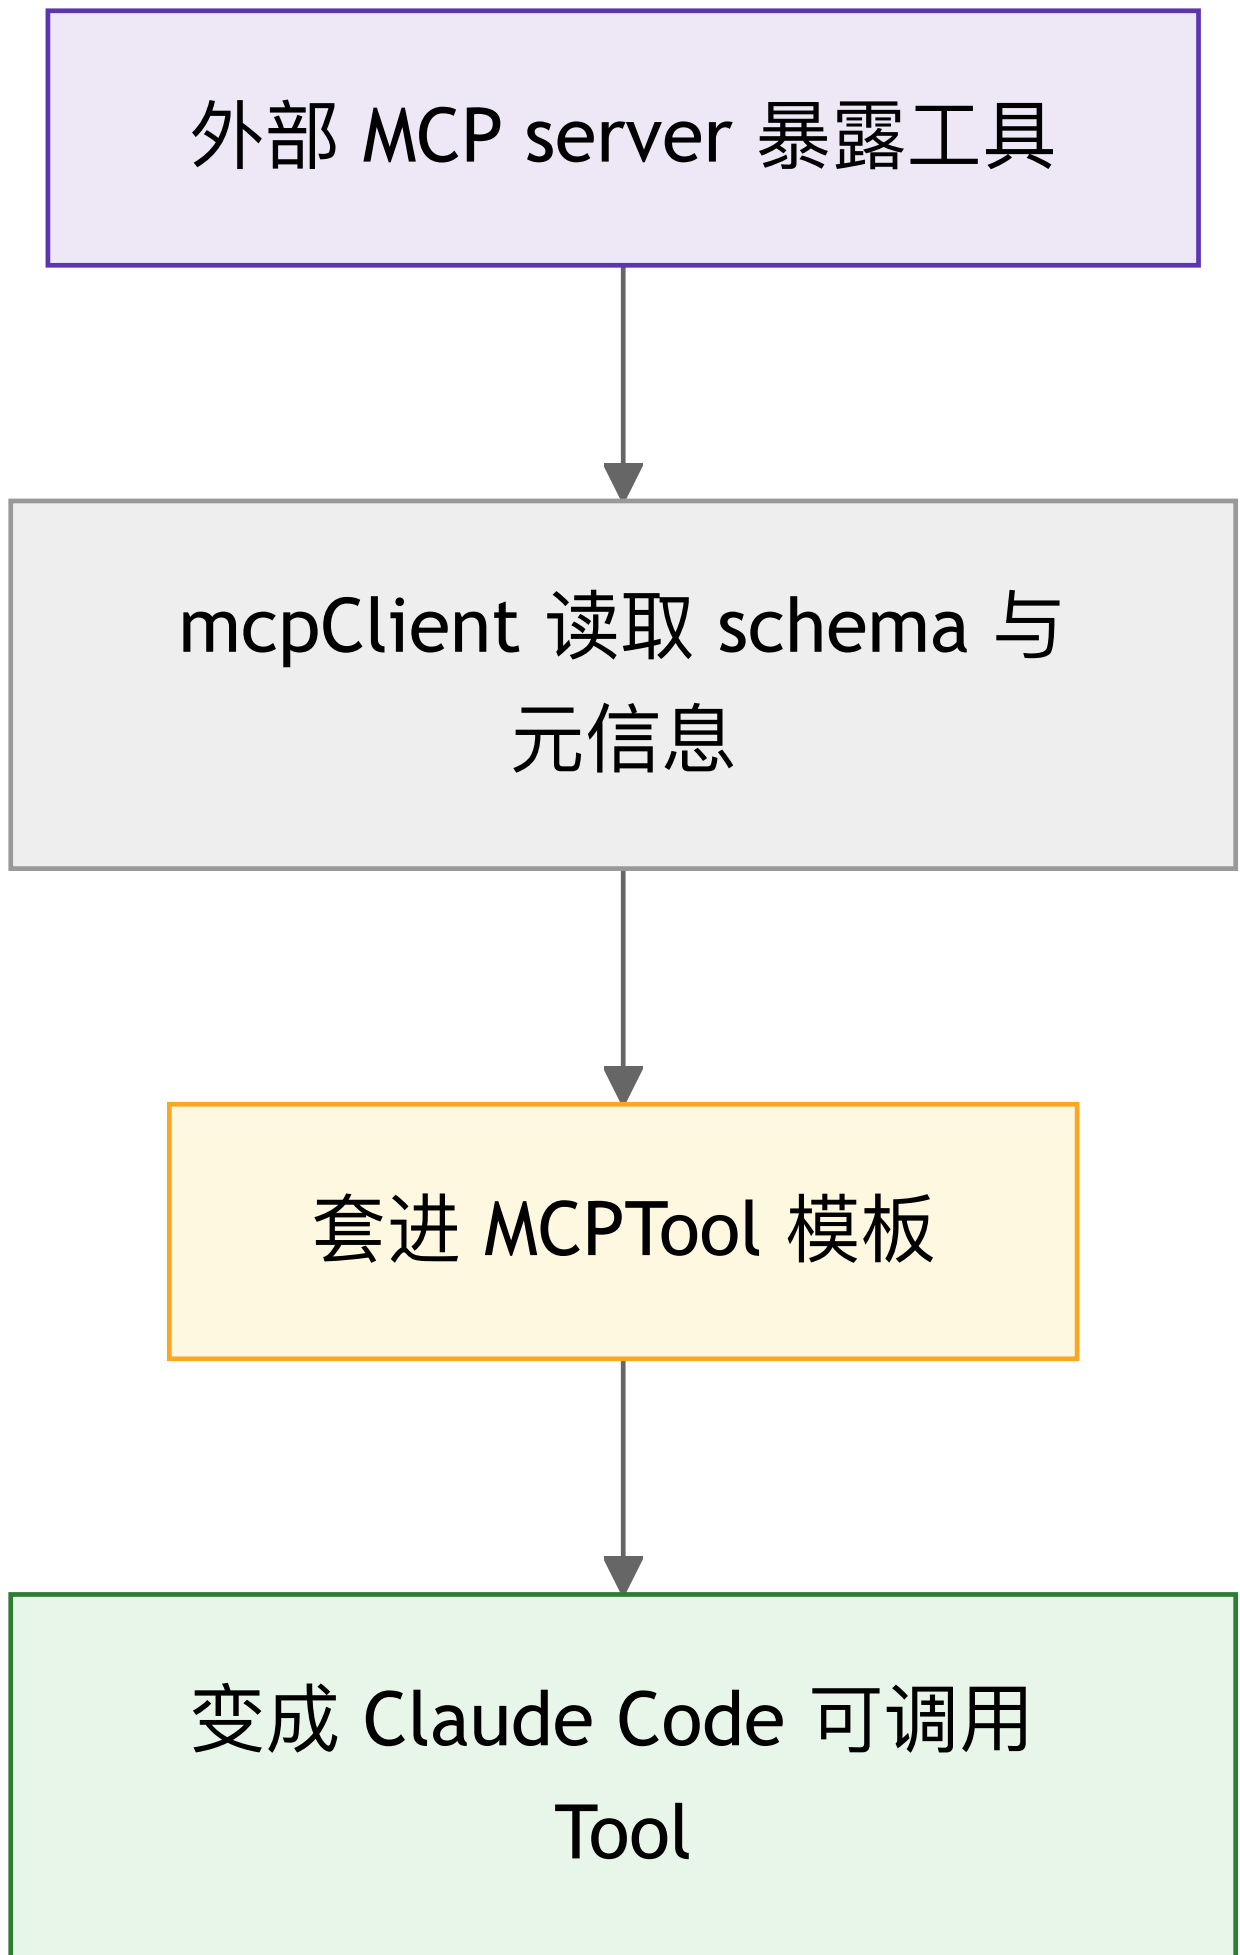 外部 MCP server 暴露工具
mcpClient 读取 schema 与
元信息
套进 MCPTool 模板
变成 Claude Code 可调用
Tool